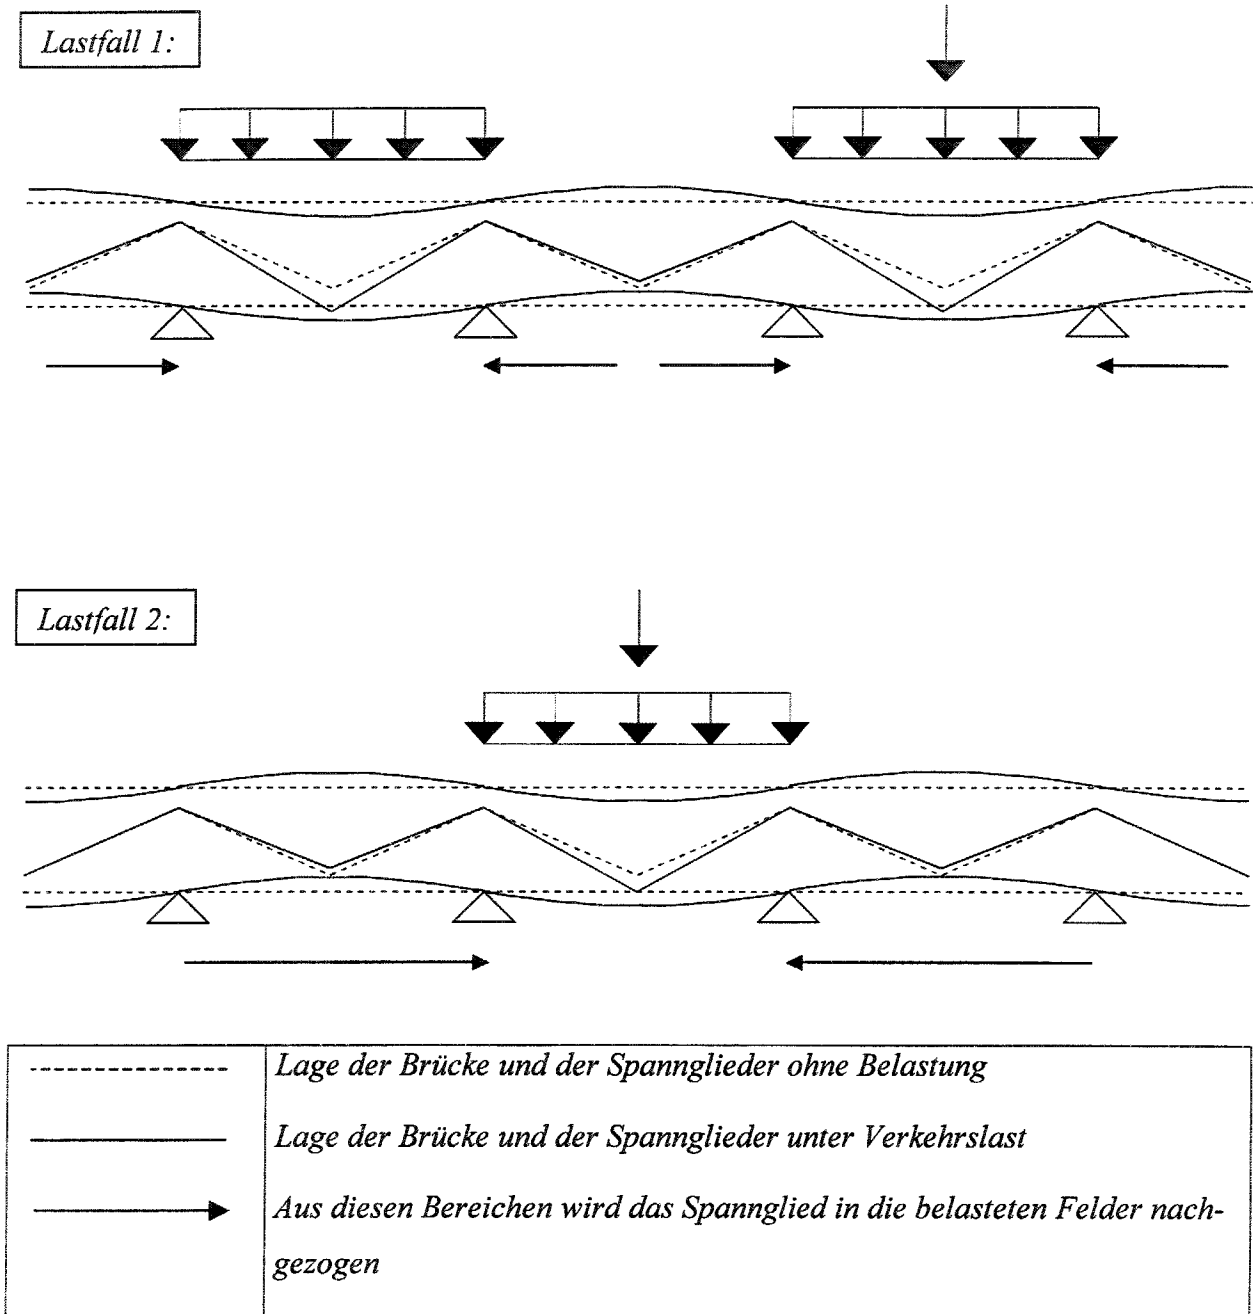 Lastfall 1:
Lastfall 2:
Lage der Brücke und der Spannglieder ohne Belastung
Lage der Brücke und der Spannglieder unter Verkehrslast
Aus diesen Bereichen wird das Spannglied in die belasteten Felder nach-
gezogen